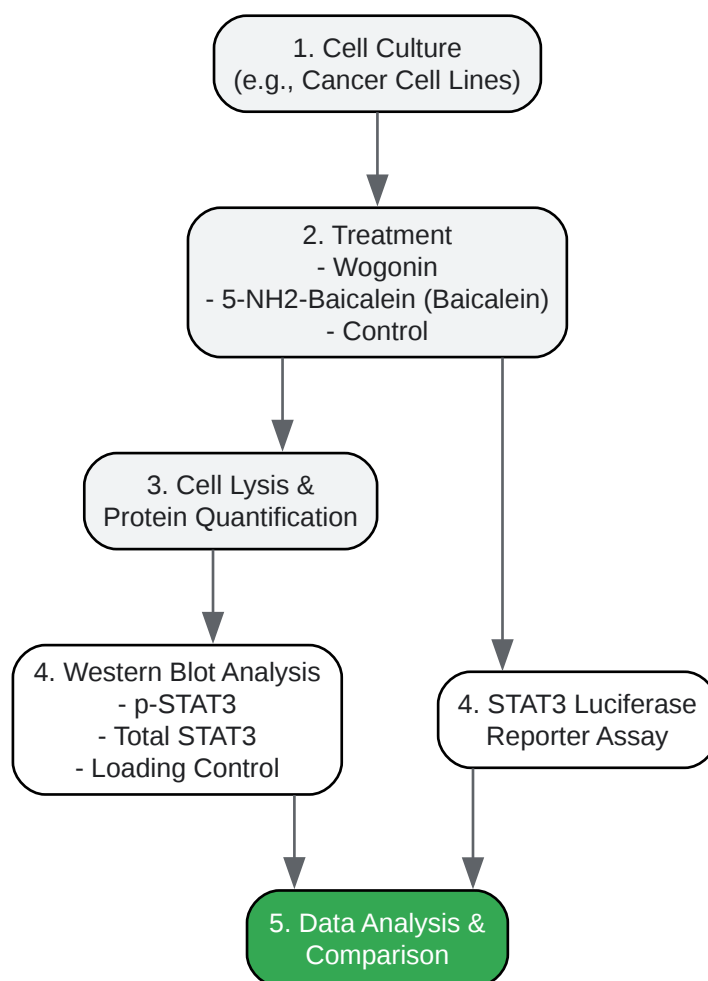 1. Cell Culture
(e.g., Cancer Cell Lines)
2. Treatment
- Wogonin
- 5-NH2-Baicalein (Baicalein)
- Control
3. Cell Lysis &
Protein Quantification
4. Western Blot Analysis
- p-STAT3
- Total STAT3
- Loading Control
4. STAT3 Luciferase
Reporter Assay
5. Data Analysis &
Comparison